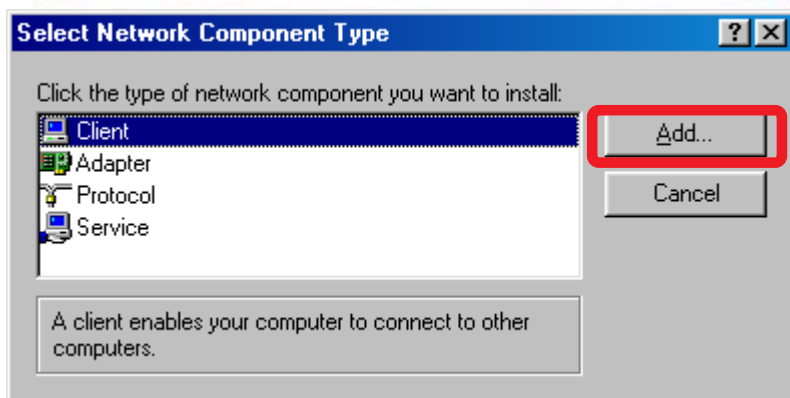 Select Network Component Type
Click the type of network component you want to install:
Client
Add...
Adapter
Protocol
Cancel
Service
A client enables your computer to connect to other
computers.